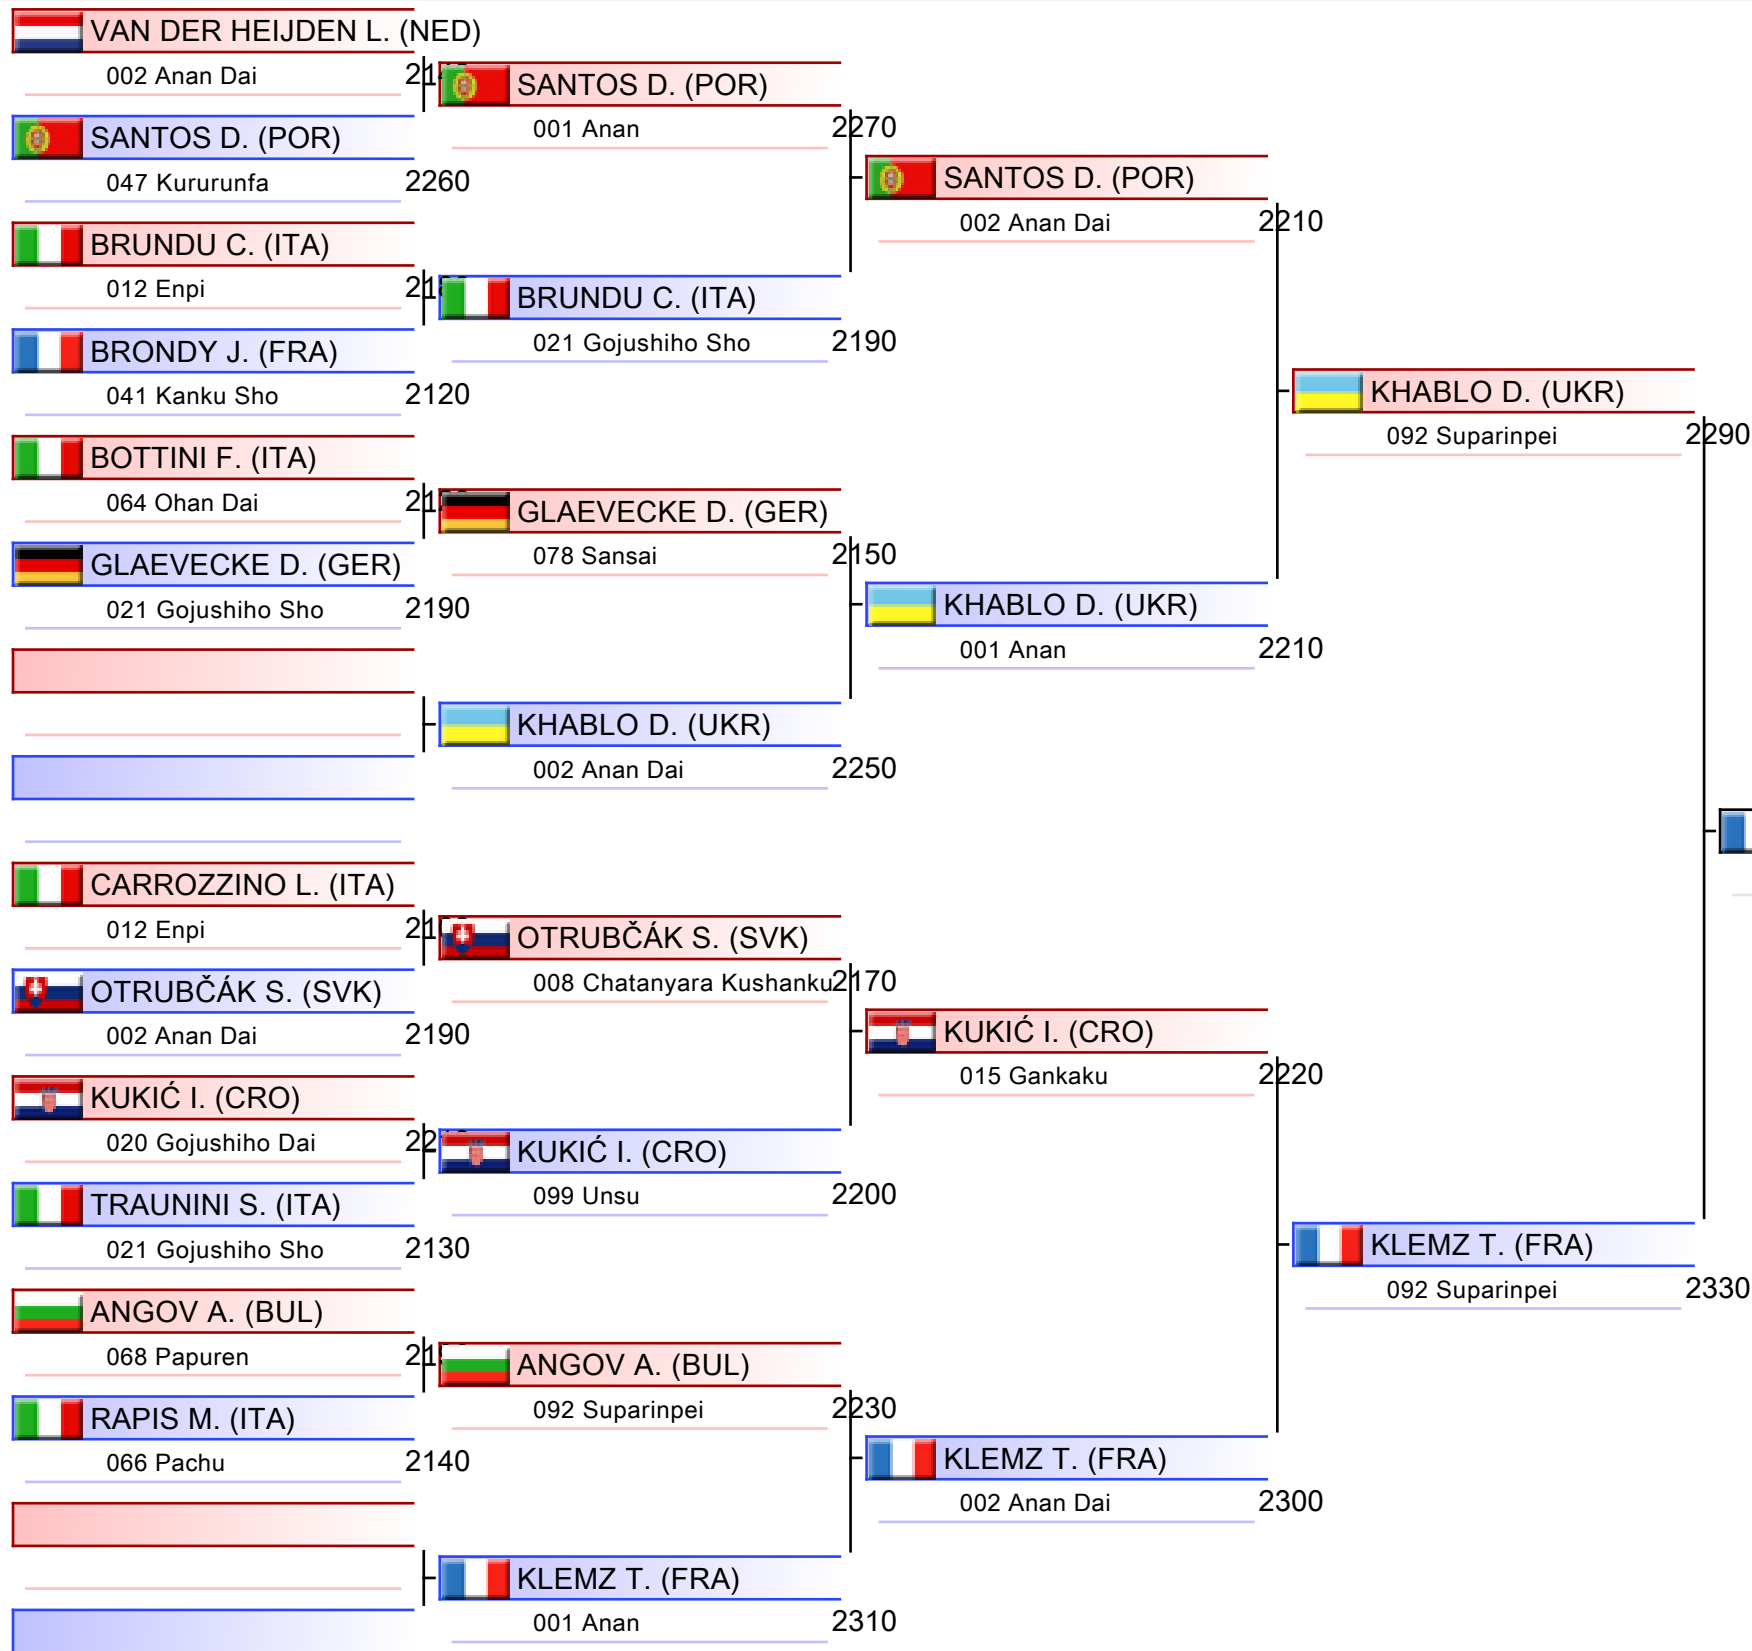 VAN DER HEIJDEN L. (NED)
002 Anan Dai
SANTOS D. (POR)
047 Kururunfa 2260
BRUNDU C. (ITA)
012 Enpi
BRONDY J. (FRA)
041 Kanku Sho 2120
BOTTINI F. (ITA)
064 Ohan Dai
GLAEVECKE D. (GER)
021 Gojushiho Sho 2190
CARROZZINO L. (ITA)
012 Enpi
OTRUBČÁK S. (SVK)
002 Anan Dai 2190
KUKIĆ I. (CRO)
020 Gojushiho Dai
TRAUNINI S. (ITA)
021 Gojushiho Sho 2130
ANGOV A. (BUL)
068 Papuren
RAPIS M. (ITA)
066 Pachu 2140
SANTOS D. (POR)
001 Anan 2270
BRUNDU C. (ITA)
021 Gojushiho Sho 2190
GLAEVECKE D. (GER)
078 Sansai 2150
KHABLO D. (UKR)
002 Anan Dai 2250
OTRUBČÁK S. (SVK)
008 Chatanyara Kushanku 2170
KUKIĆ I. (CRO)
099 Unsu 2200
ANGOV A. (BUL)
092 Suparinpei 2230
KLEMZ T. (FRA)
001 Anan 2310
SANTOS D. (POR)
002 Anan Dai 2210
KHABLO D. (UKR)
001 Anan 2210
KUKIĆ I. (CRO)
015 Gankaku 2220
KLEMZ T. (FRA)
002 Anan Dai 2300
KHABLO D. (UKR)
092 Suparinpei 2290
KLEMZ T. (FRA)
092 Suparinpei 2330